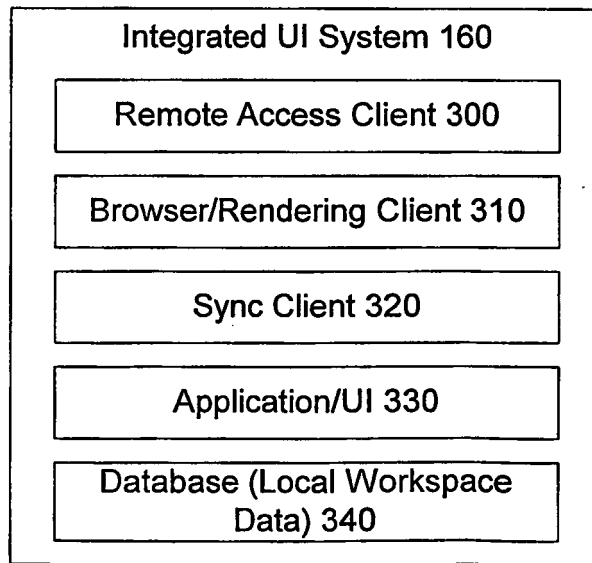 Integrated UI System 160
Remote Access Client 300
Browser/Rendering Client 310
Sync Client 320
Application/UI 330
Database (Local Workspace
Data) 340